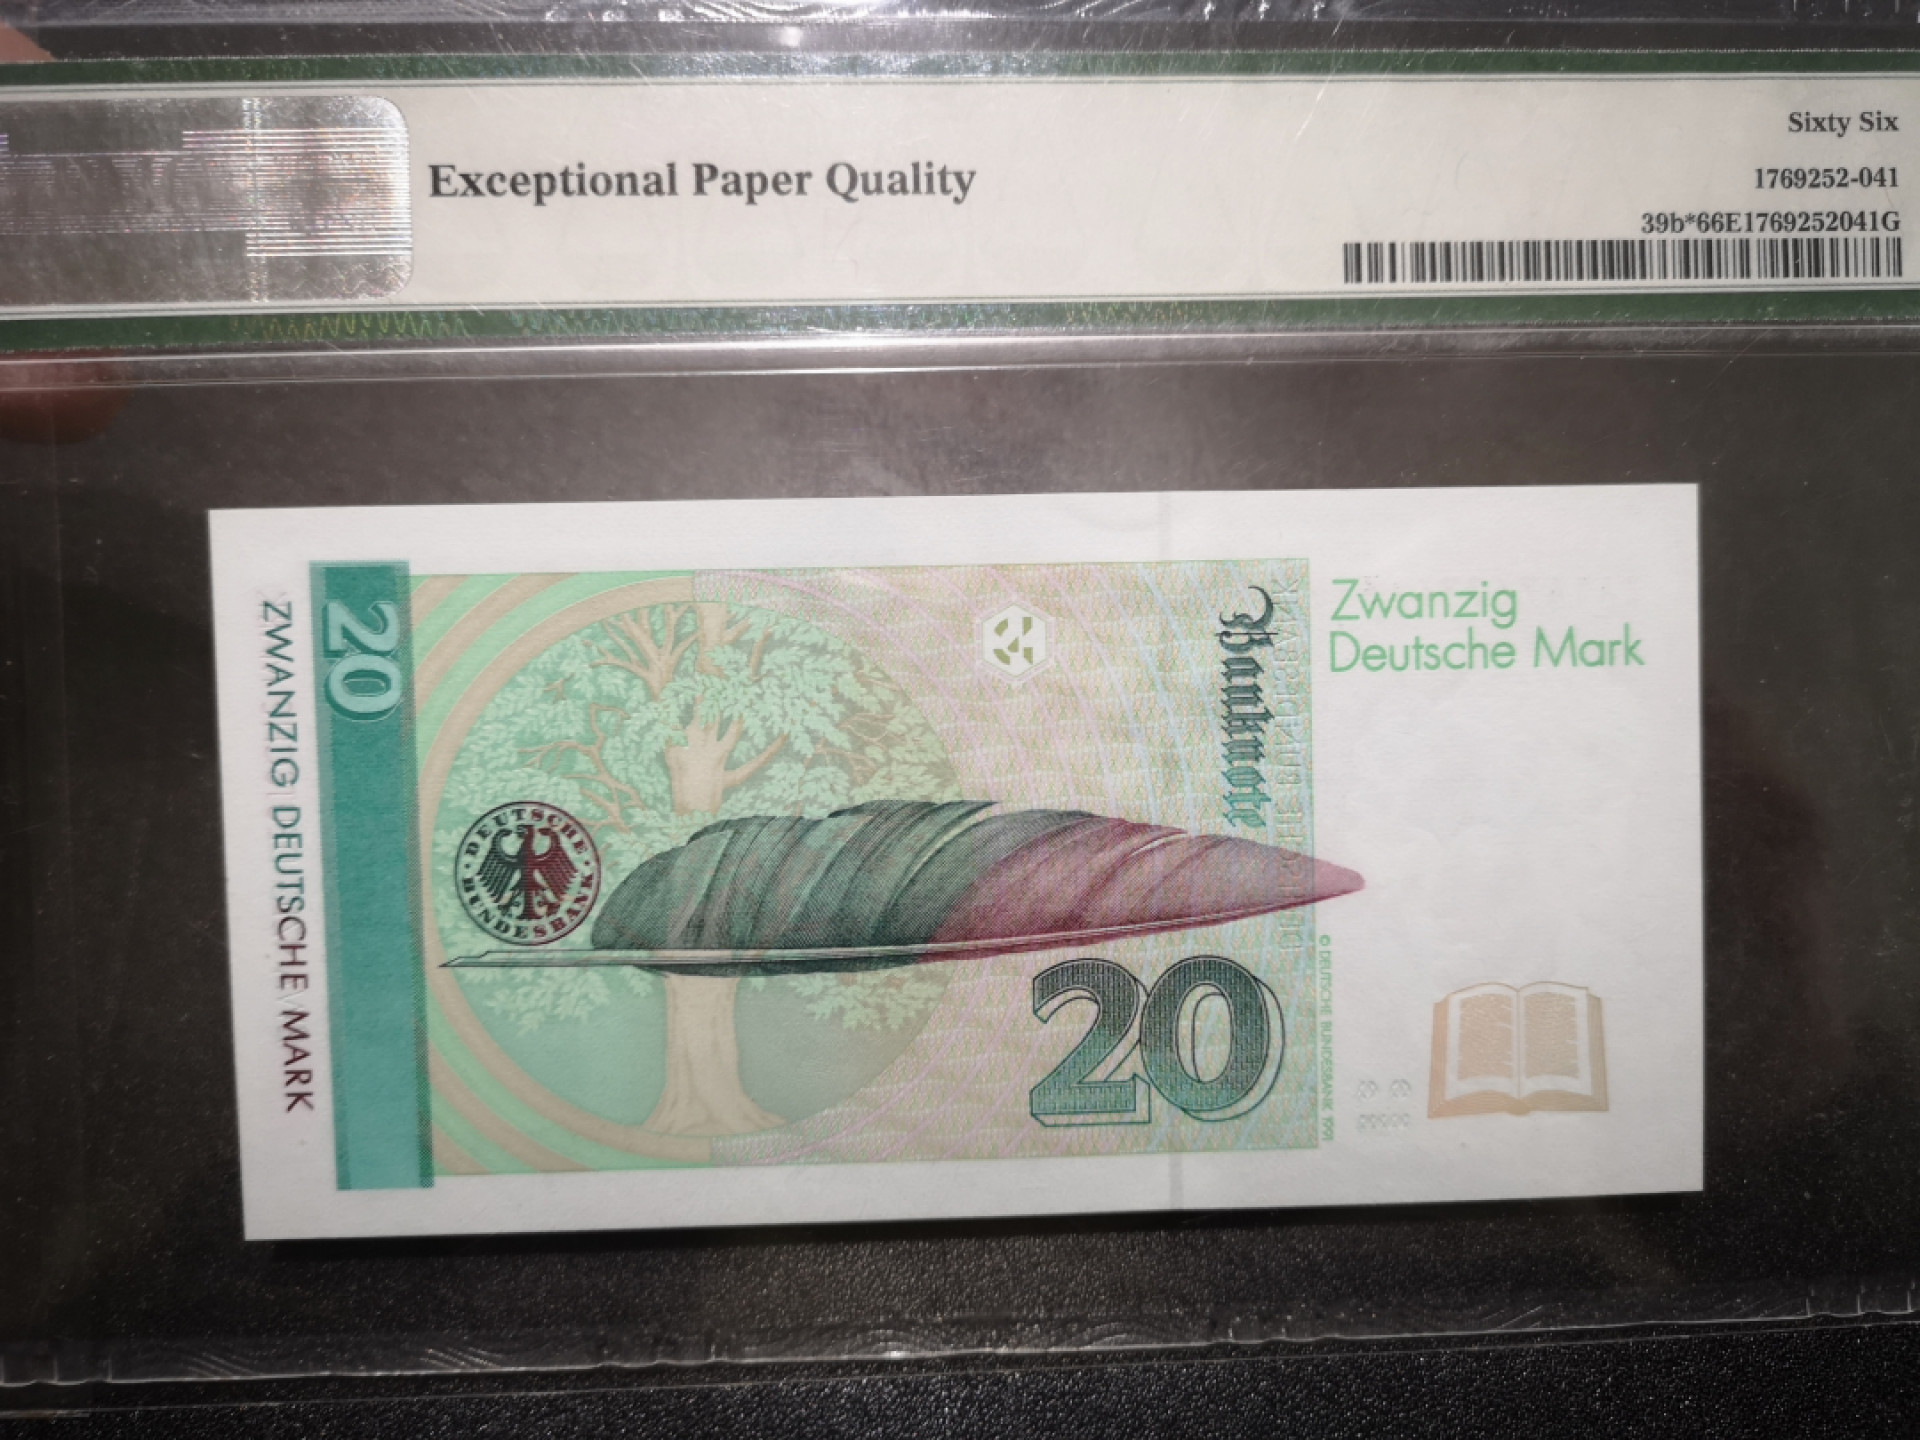 Sixty Six
Exceptional Paper Quality
1769252-041
39b*66E1769252041G
Zwanzig
Deutsche Mark
20
ZWANZIG DEUTSCHE MARK
Banknote
DEUTSCHE BUNDESBANK
20
© DEUTSCHE BUNDESBANK 1991